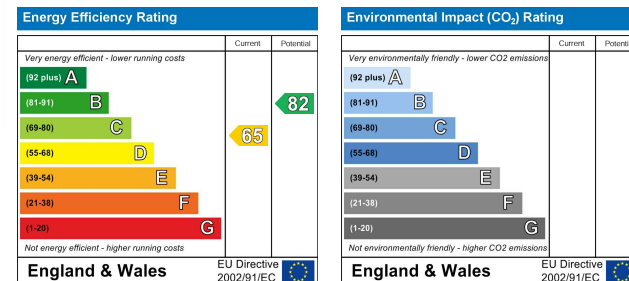 Energy Efficiency Rating
Current Potential
Very energy efficient - lower running costs
(92 plus) A
(81-91) B
82
(69-80) C
65
(55-68) D
(39-54) E
(21-38) F
(1-20) G
Not energy efficient - higher running costs
England & Wales
EU Directive
2002/91/EC
Environmental Impact (CO₂) Rating
Current
Very environmentally friendly - lower CO2 emissions
(92 plus) A
(81-91) B
(69-80) C
(55-68) D
(39-54) E
(21-38) F
(1-20) G
Not environmentally friendly - higher CO2 emissions
England & Wales
EU Directive
2002/91/EC